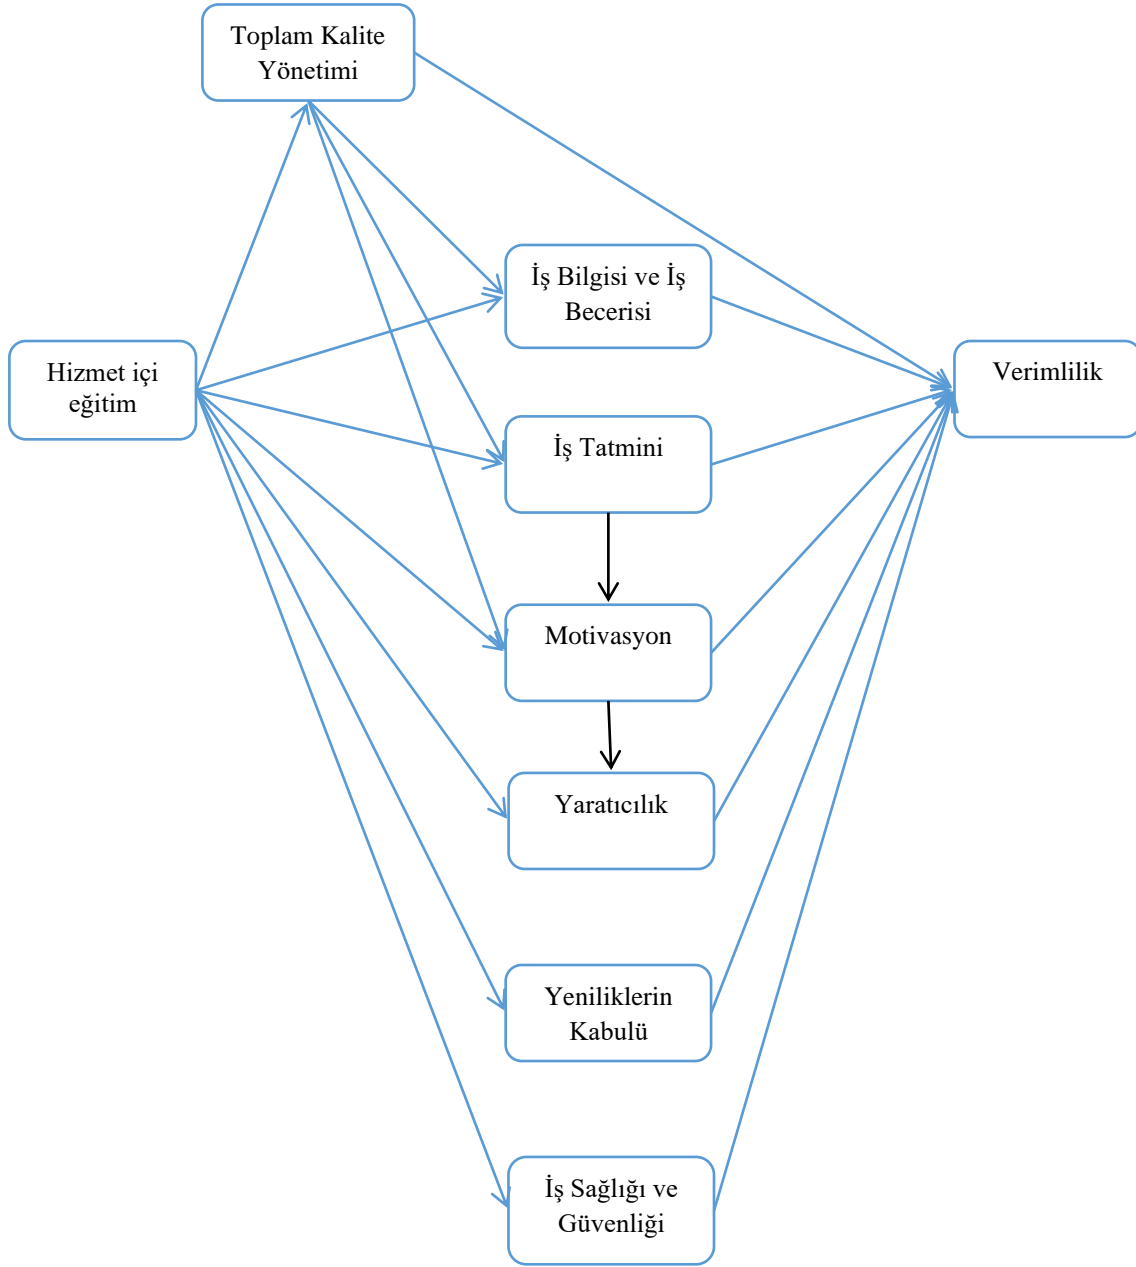 Toplam Kalite
Yönetimi
İş Bilgisi ve İş
Becerisi
Hizmet içi
eğitim
Verimlilik
İş Tatmini
Motivasyon
Yaratıcılık
Yeniliklerin
Kabulü
İş Sağlığı ve
Güvenliği